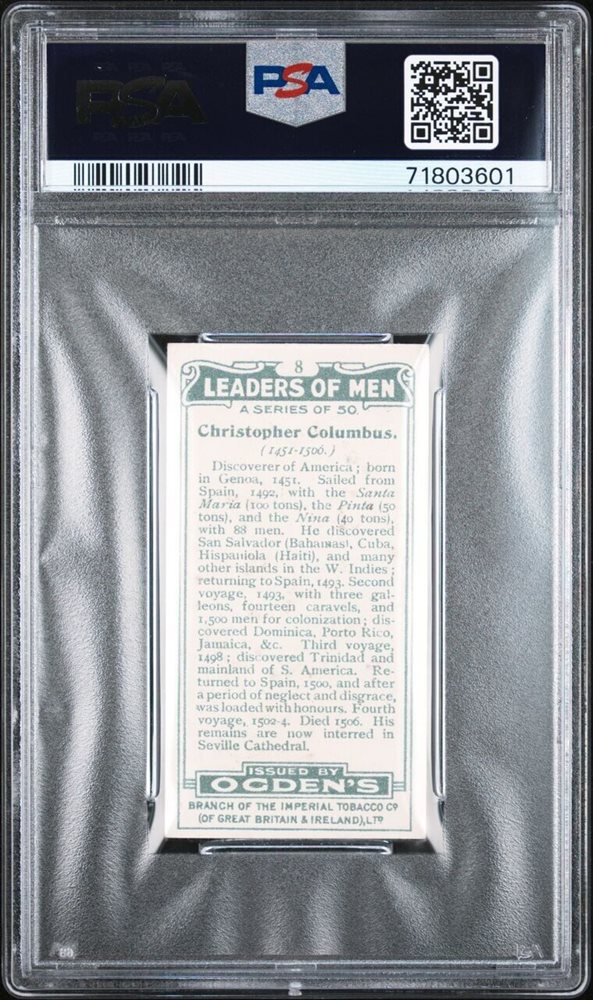 PSA
PSA
71803601
8
LEADERS OF MEN
A SERIES OF 50.
Christopher Columbus.
(1451-1506.)
Discoverer of America; born
in Genoa, 1451. Sailed from
Spain, 1492, with the Santa
Maria (100 tons), the Pinta (50
tons), and the Nina (40 tons),
with 88 men. He discovered
San Salvador (Bahamas), Cuba,
Hispaniola (Haiti), and many
other islands in the W. Indies;
returning to Spain, 1493. Second
voyage, 1493, with three gal-
leons, fourteen caravels, and
1,500 men for colonization; dis-
covered Dominica, Porto Rico,
Jamaica, &c. Third voyage,
1498; discovered Trinidad and
mainland of S. America. Re-
turned to Spain, 1500, and after
a period of neglect and disgrace,
was loaded with honours. Fourth
voyage, 1502-4. Died 1506. His
remains are now interred in
Seville Cathedral.
ISSUED BY
OGDEN'S
BRANCH OF THE IMPERIAL TOBACCO CO
(OF GREAT BRITAIN & IRELAND), LTD